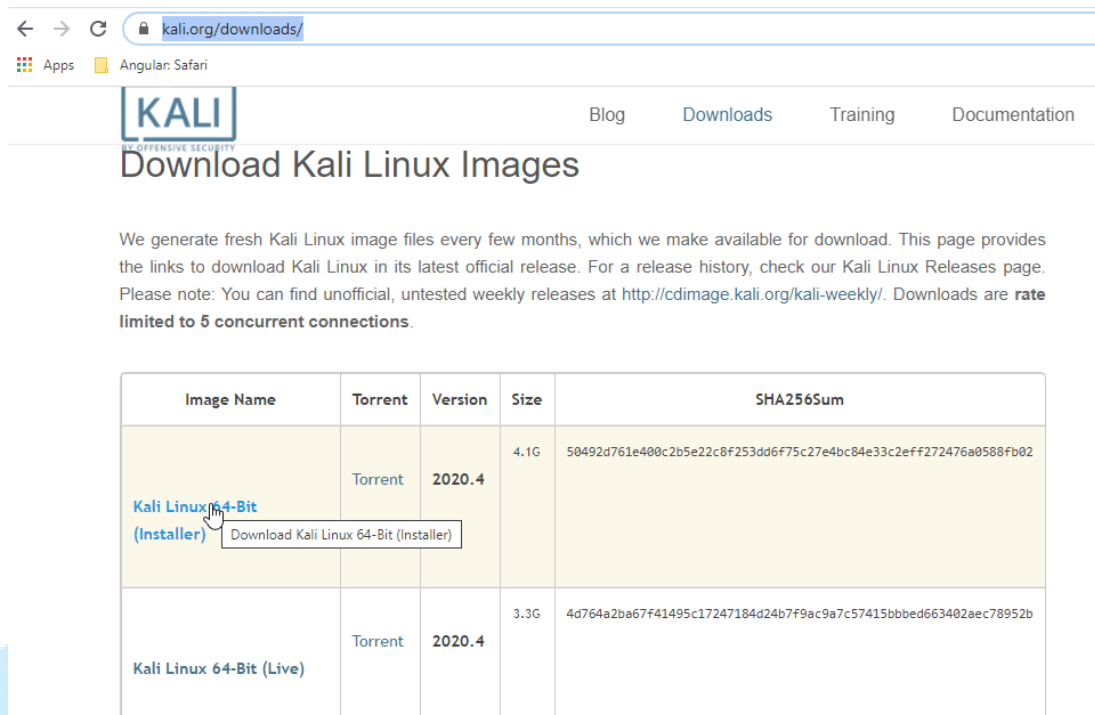 kali.org/downloads/
Apps Angular: Safari
KALI
BY OFFENSIVE SECURITY
Blog Downloads Training Documentation
Download Kali Linux Images
We generate fresh Kali Linux image files every few months, which we make available for download. This page provides
the links to download Kali Linux in its latest official release. For a release history, check our Kali Linux Releases page.
Please note: You can find unofficial, untested weekly releases at http://cdimage.kali.org/kali-weekly/. Downloads are rate
limited to 5 concurrent connections.
Image Name Torrent Version Size SHA256Sum
4.1G 50492d761e400c2b5e22c8f253dd6f75c27e4bc84e33c2eff272476a0588fb02
Torrent 2020.4
Kali Linux 64-Bit
(Installer)
Download Kali Linux 64-Bit (Installer)
3.3G 4d764a2ba67f41495c17247184d24b7f9ac9a7c57415bbbed663402aec78952b
Torrent 2020.4
Kali Linux 64-Bit (Live)